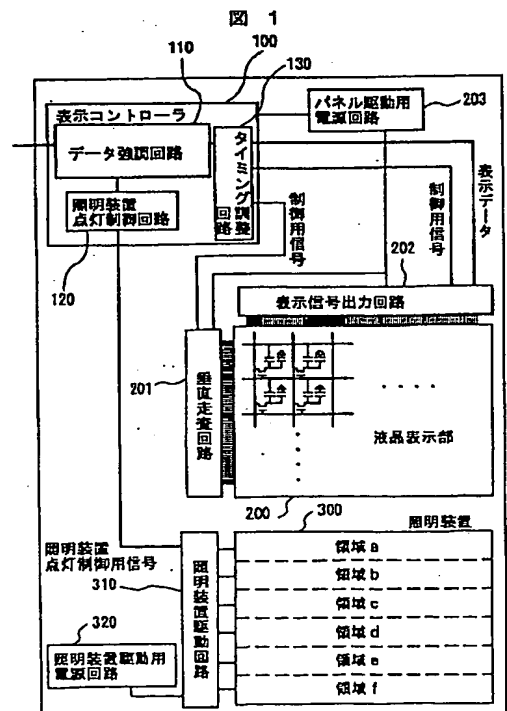 図 1
100
110
130
表示コントローラ
データ強調回路
タイミング調整
回路
照明装置
点灯制御回路
120
パネル駆動用
電源回路
203
制御用信号
制御用信号
表示データ
202
表示信号出力回路
201
垂直走査回路
液晶表示部
200
300
照明装置
照明装置
点灯制御用信号
310
照明装置駆動回路
領域a
領域b
領域c
領域d
領域e
領域f
320
照明装置駆動用
電源回路